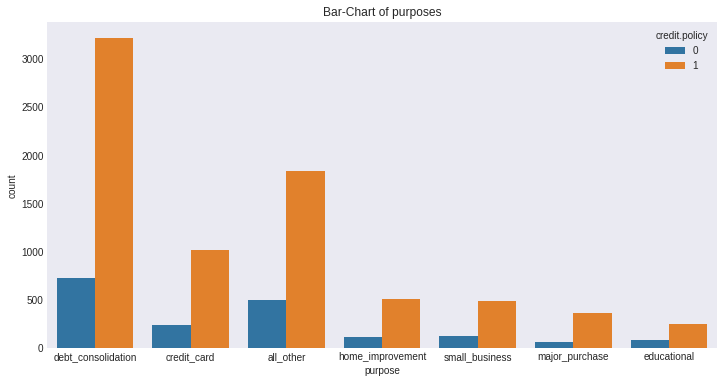 Bar-Chart of purposes
credit.policy
0
1
3000
2500
2000
1500
1000
500
0
count
debt_consolidation credit_card all_other home_improvement small_business major_purchase educational
purpose